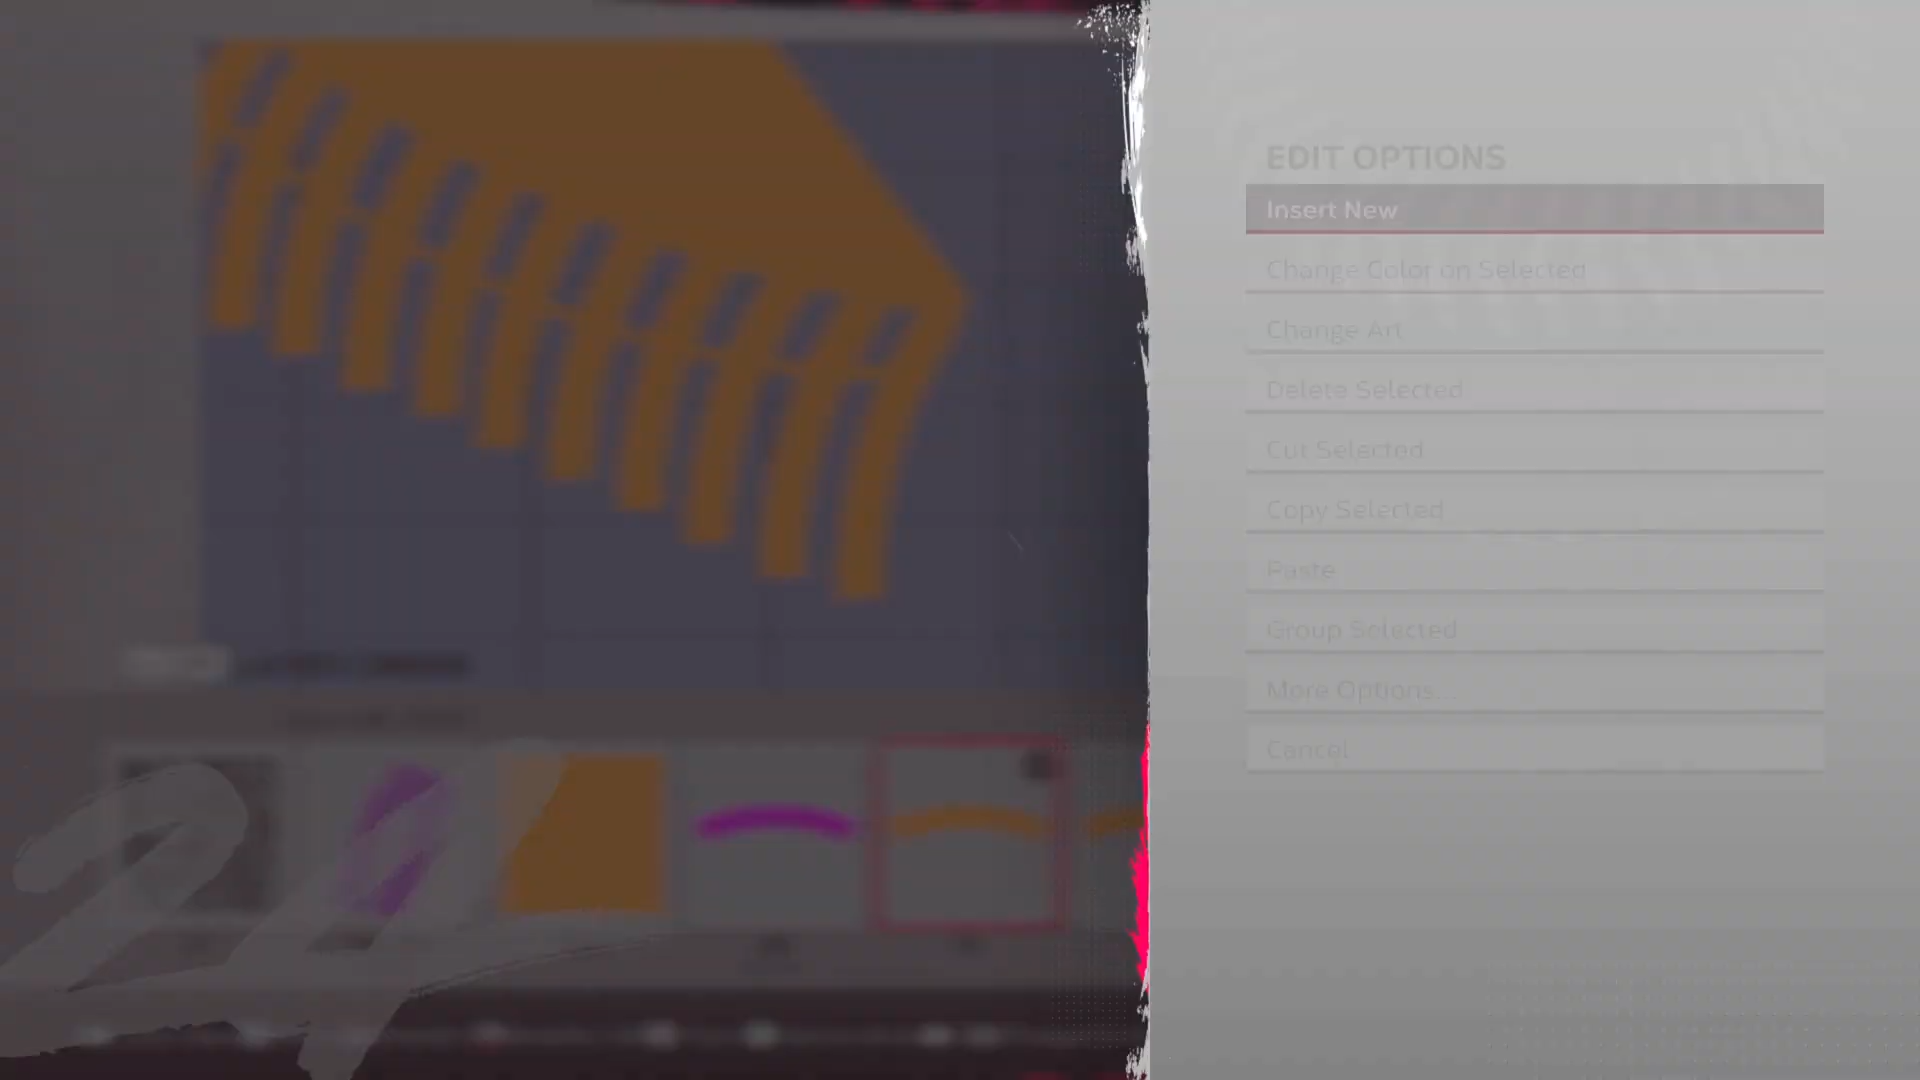 EDIT OPTIONS
Insert New
Change Color on Selected
Change Art
Delete Selected
Cut Selected
Copy Selected
Paste
Group Selected
More Options...
Cancel
24